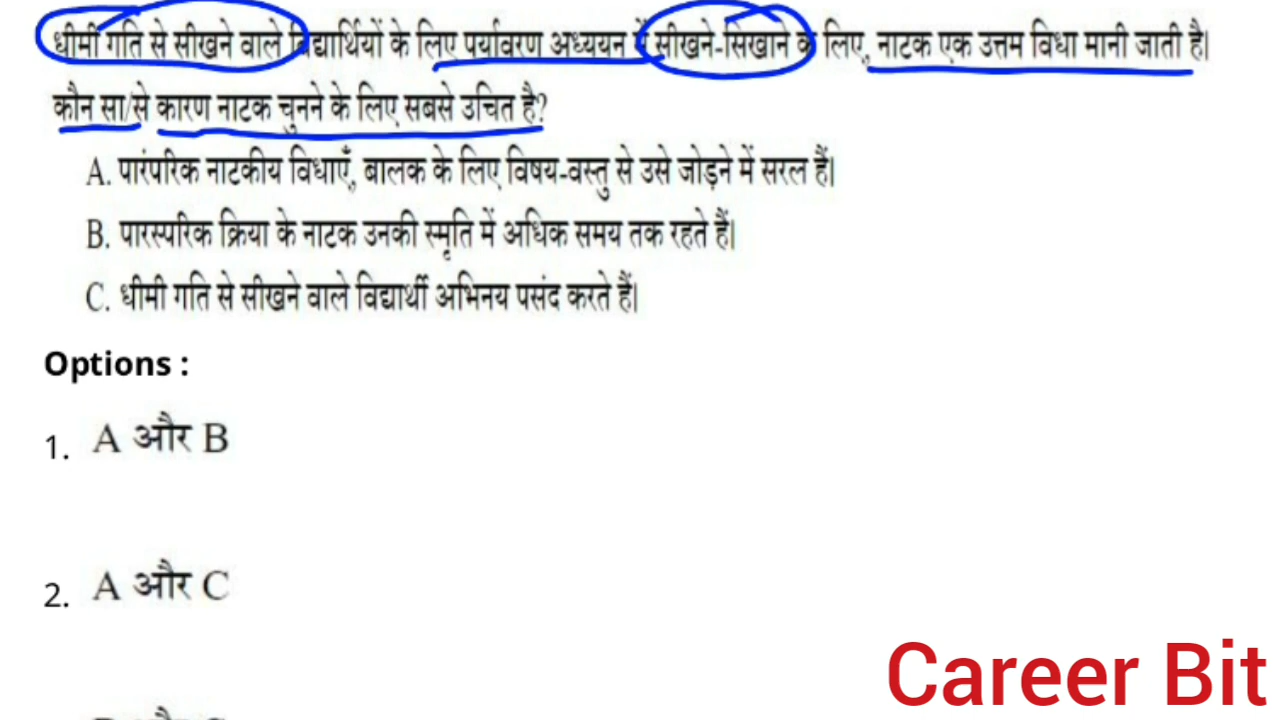 धीमी गति से सीखने वाले विद्यार्थियों के लिए पर्यावरण अध्ययन में सीखने-सिखाने के लिए, नाटक एक उत्तम विधा मानी जाती है।
कौन सा/से कारण नाटक चुनने के लिए सबसे उचित है?
A. पारंपरिक नाटकीय विधाएँ, बालक के लिए विषय-वस्तु से उसे जोड़ने में सरल हैं।
B. पारस्परिक क्रिया के नाटक उनकी स्मृति में अधिक समय तक रहते हैं।
C. धीमी गति से सीखने वाले विद्यार्थी अभिनय पसंद करते हैं।
Options :
1. A और B
2. A और C
Career Bit